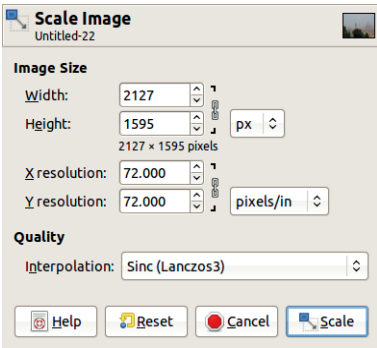 Scale Image
Untitled-22
Image Size
Width: 2127
Height: 1595 px
2127 × 1595 pixels
X resolution: 72.000
Y resolution: 72.000 pixels/in
Quality
Interpolation: Sinc (Lanczos3)
Help Reset Cancel Scale